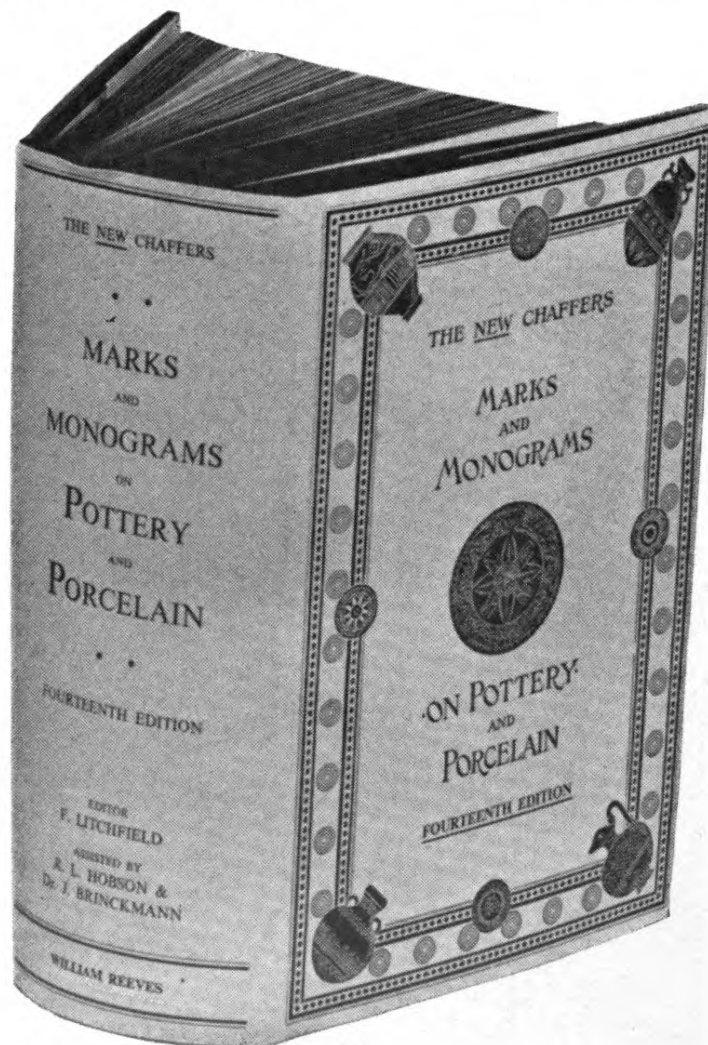 THE NEW CHAFFERS
MARKS
AND
MONOGRAMS
ON
POTTERY
AND
PORCELAIN
FOURTEENTH EDITION
EDITOR
F. LITCHFIELD
ASSISTED BY
R. L. HOBSON &
Dr. J. BRINCKMANN
WILLIAM REEVES
THE NEW CHAFFERS
MARKS
AND
MONOGRAMS
·ON POTTERY·
AND
PORCELAIN
FOURTEENTH EDITION